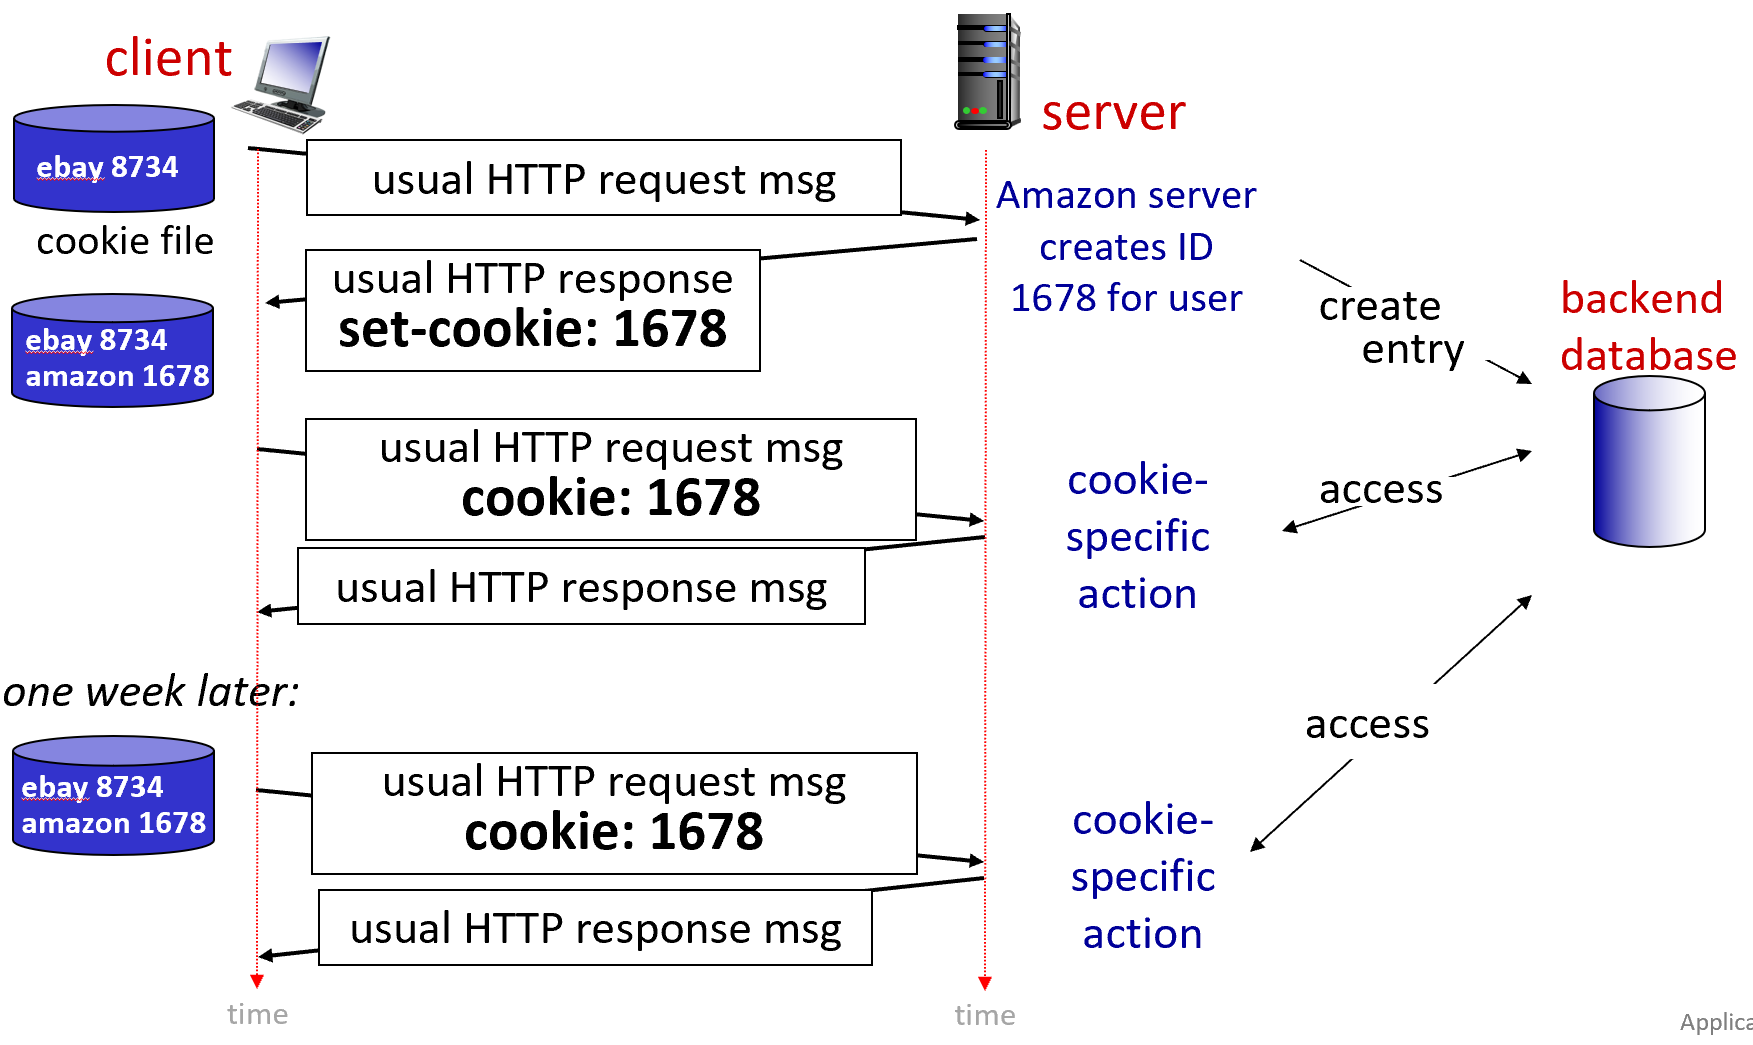 client
server
ebay 8734
cookie file
usual HTTP request msg
Amazon server
creates ID
1678 for user
usual HTTP response
set-cookie: 1678
ebay 8734
amazon 1678
create
entry
backend
database
usual HTTP request msg
cookie: 1678
cookie-
specific
action
access
usual HTTP response msg
one week later:
ebay 8734
amazon 1678
usual HTTP request msg
cookie: 1678
cookie-
specific
action
access
usual HTTP response msg
time
time